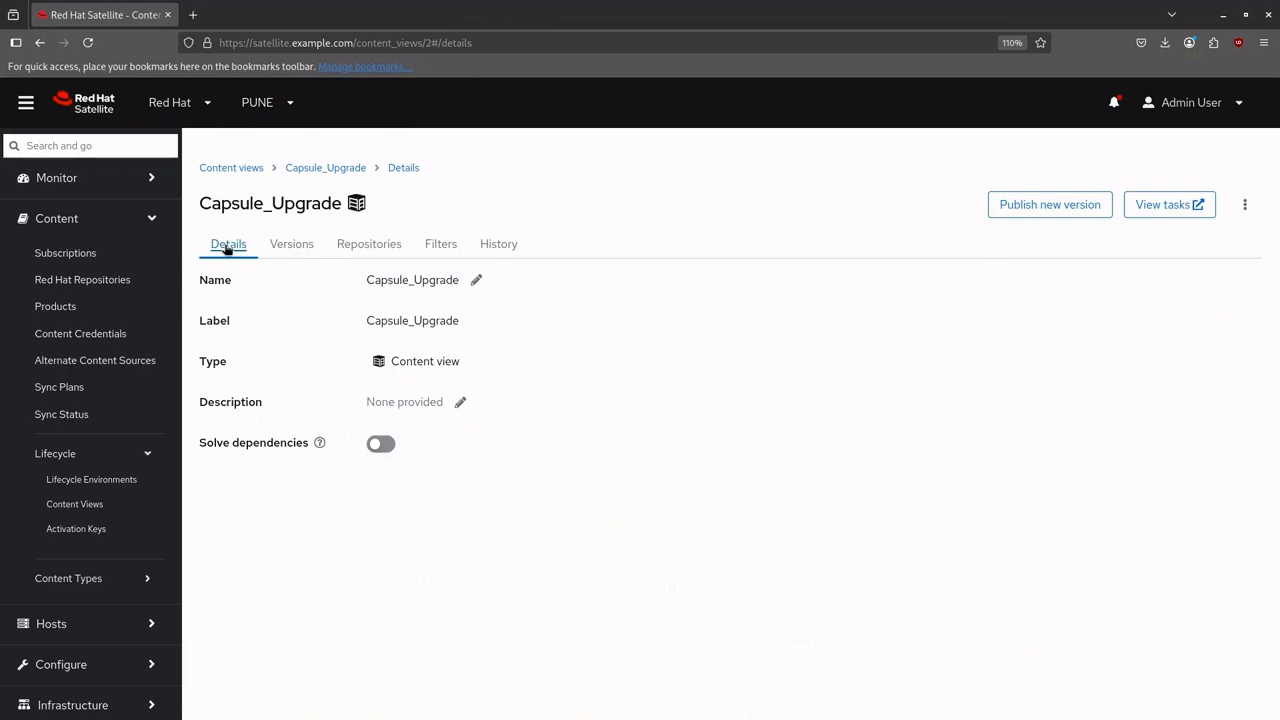 Red Hat Satellite - Conte
https://satellite.example.com/content_views/2#/details
110%
For quick access, place your bookmarks here on the bookmarks toolbar. Manage bookmarks...
Red Hat
Satellite
Red Hat
PUNE
Admin User
Search and go
Monitor
Content
Subscriptions
Red Hat Repositories
Products
Content Credentials
Alternate Content Sources
Sync Plans
Sync Status
Lifecycle
Lifecycle Environments
Content Views
Activation Keys
Content Types
Hosts
Configure
Infrastructure
Content views > Capsule_Upgrade > Details
Capsule_Upgrade
Publish new version
View tasks
Details Versions Repositories Filters History
Name Capsule_Upgrade
Label Capsule_Upgrade
Type Content view
Description None provided
Solve dependencies